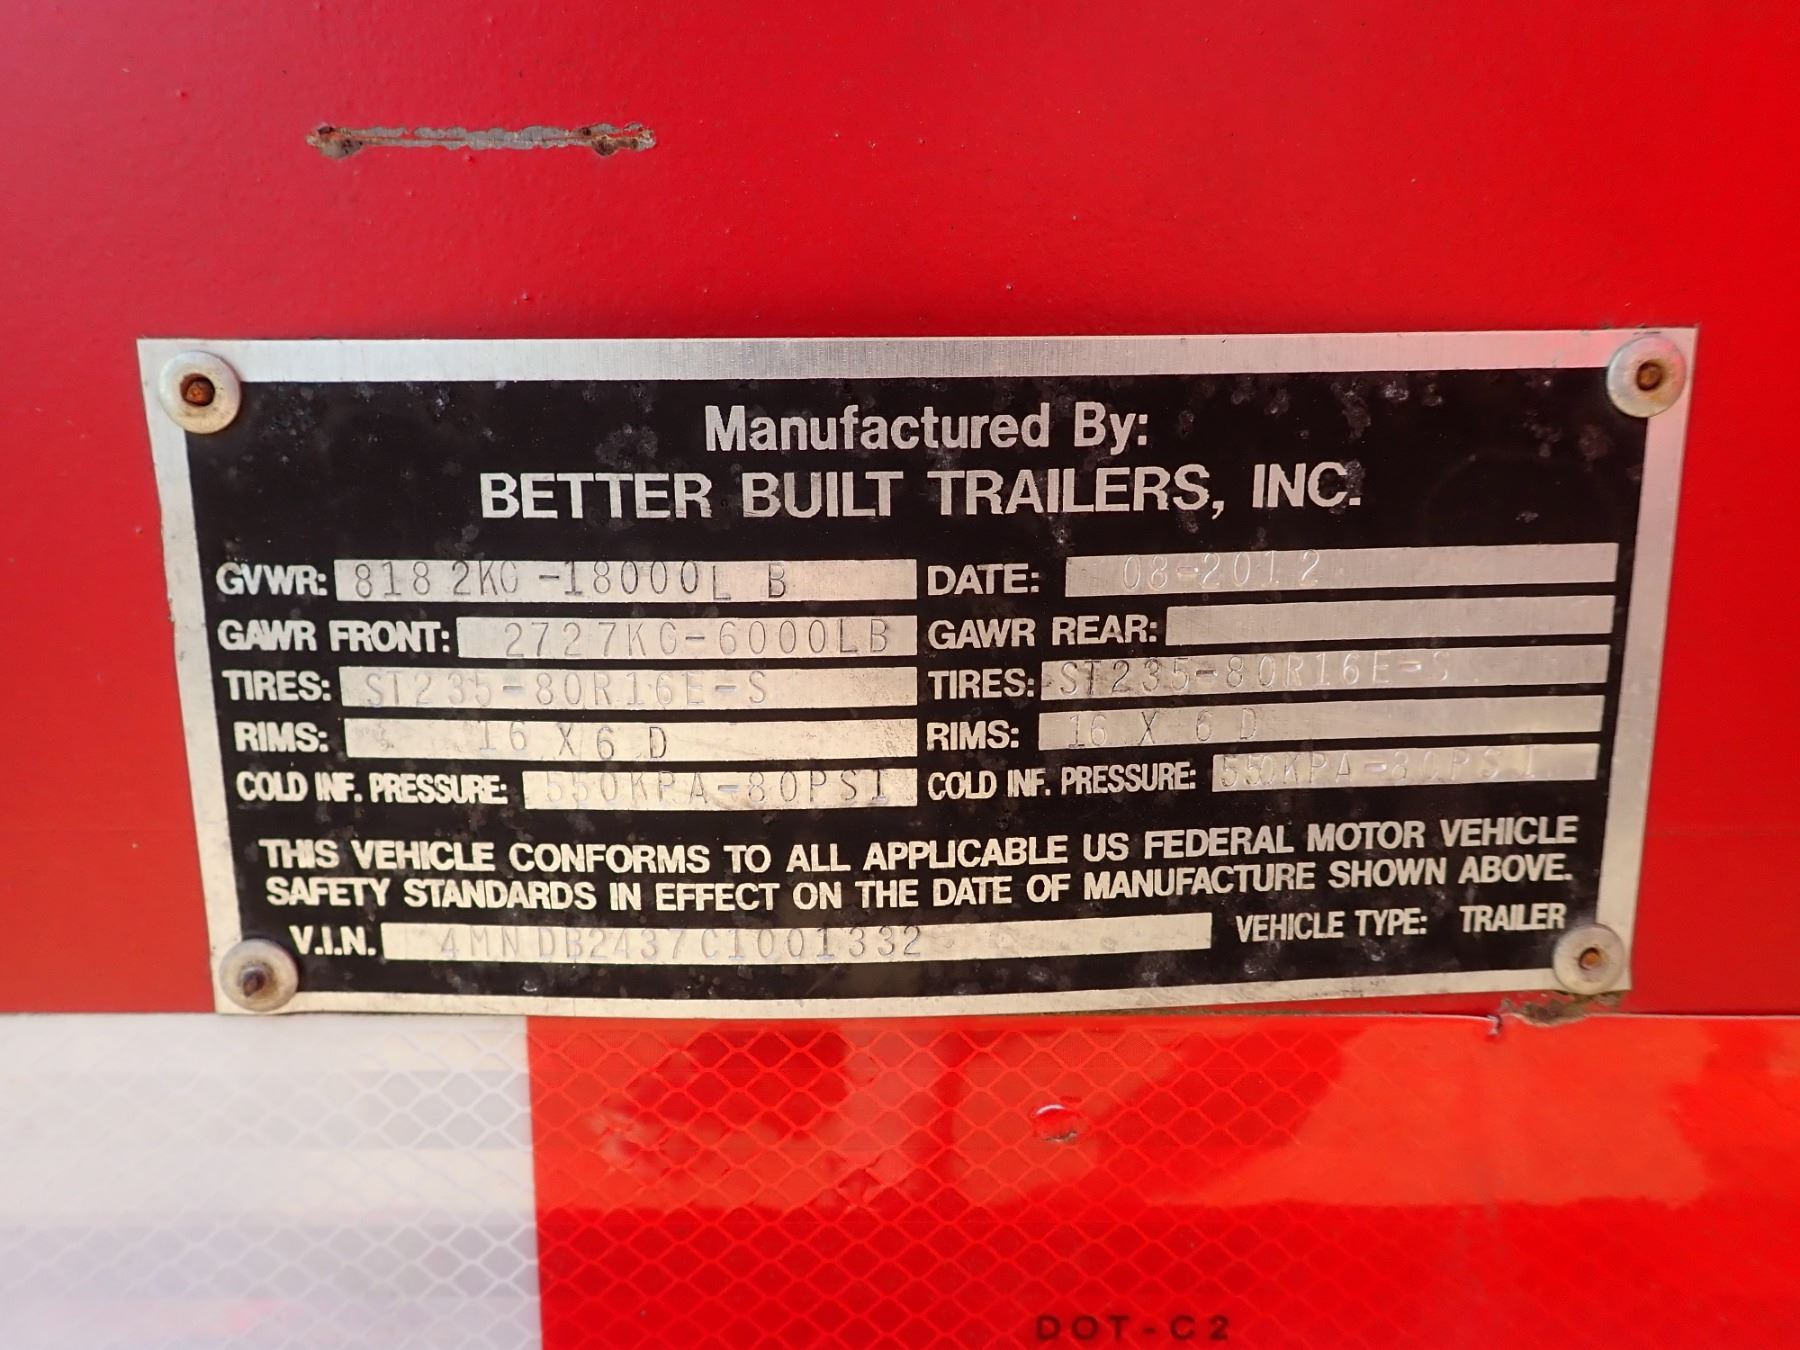 Manufactured By:
BETTER BUILT TRAILERS, INC.
GVWR: 8182KG-18000LB DATE: 08-2012
GAWR FRONT: 2727KG-6000LB GAWR REAR:
TIRES: ST235-80R16E-S TIRES: ST235-80R16E-S
RIMS: 16 X 6 D RIMS: 16 X 6 D
COLD INF. PRESSURE: 550KPA-80PSI COLD INF. PRESSURE: 550KPA-80PSI
THIS VEHICLE CONFORMS TO ALL APPLICABLE US FEDERAL MOTOR VEHICLE
SAFETY STANDARDS IN EFFECT ON THE DATE OF MANUFACTURE SHOWN ABOVE.
V.I.N. 4MNDB2437C1001332 VEHICLE TYPE: TRAILER
DOT-C2